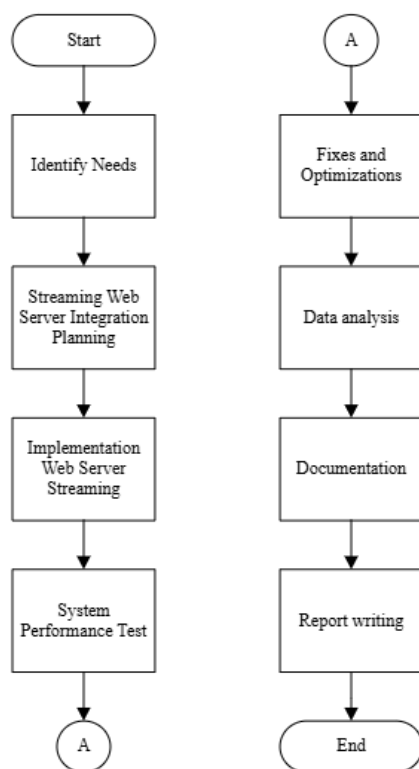 Start
Identify Needs
Streaming Web
Server Integration
Planning
Implementation
Web Server
Streaming
System
Performance Test
A
A
Fixes and
Optimizations
Data analysis
Documentation
Report writing
End